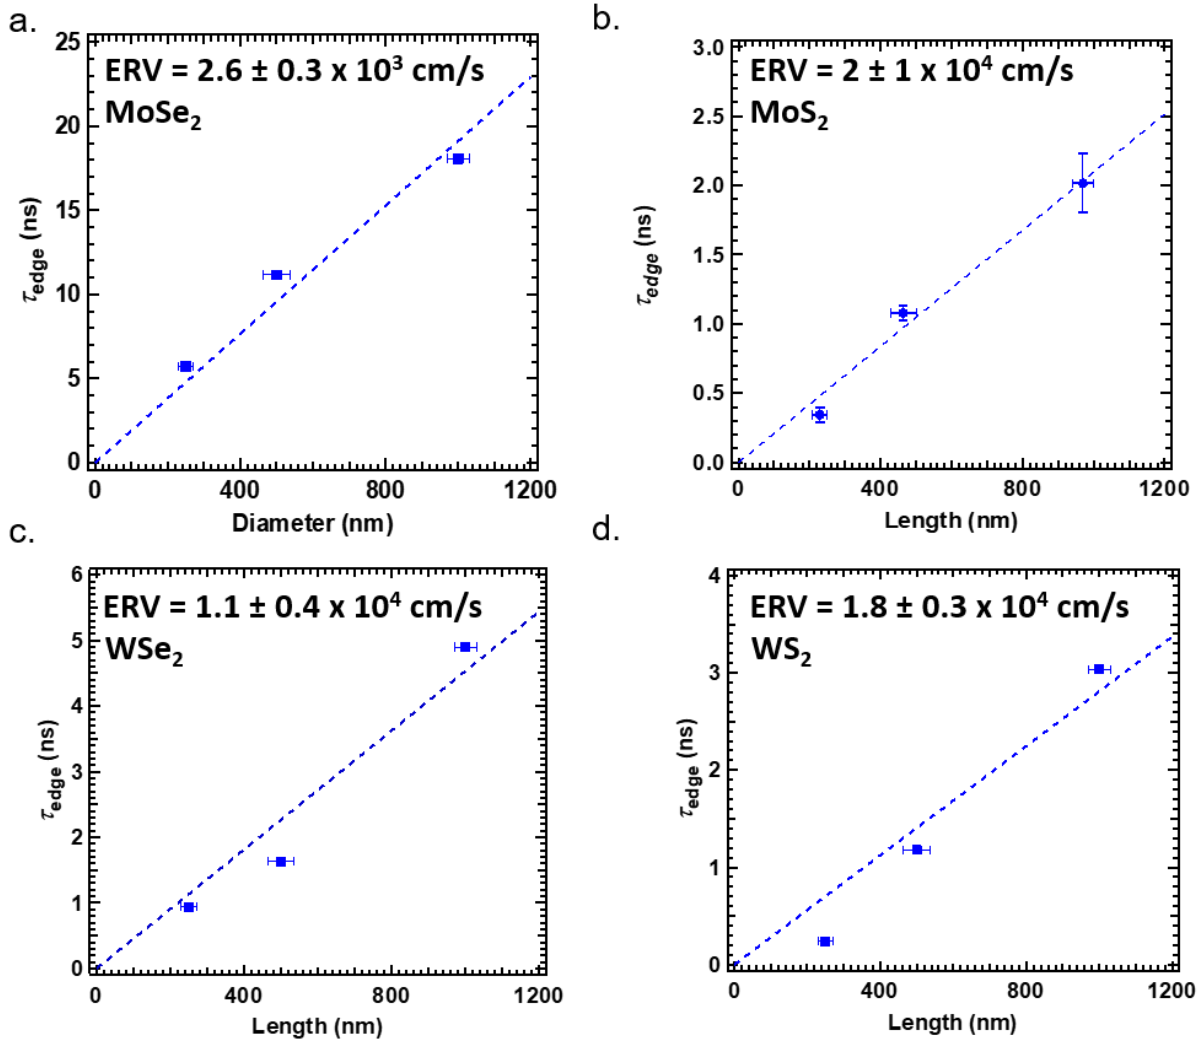 a.
ERV = 2.6 ± 0.3 x 10³ cm/s
MoSe₂
25
20
15
10
5
0
τedge (ns)
0 400 800 1200
Diameter (nm)
b.
ERV = 2 ± 1 x 10⁴ cm/s
MoS₂
3.0
2.5
2.0
1.5
1.0
0.5
0.0
τedge (ns)
0 400 800 1200
Length (nm)
c.
ERV = 1.1 ± 0.4 x 10⁴ cm/s
WSe₂
6
5
4
3
2
1
0
τedge (ns)
0 400 800 1200
Length (nm)
d.
ERV = 1.8 ± 0.3 x 10⁴ cm/s
WS₂
4
3
2
1
0
τedge (ns)
0 400 800 1200
Length (nm)